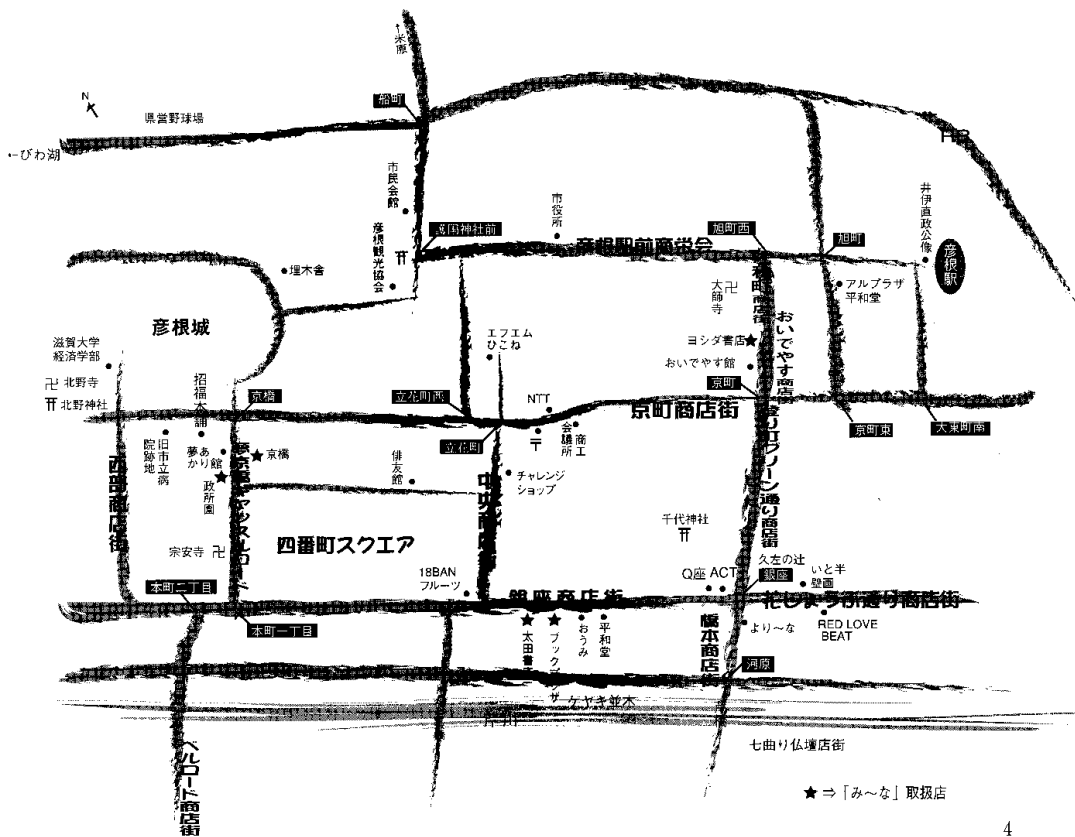 ←米原
N
船町
県営野球場
←びわ湖
市民会館
市役所
井伊直政公像
護国神社前
彦根駅前商栄会
旭町西
旭町
彦根駅
彦根観光協会
埋木舎
大師寺
アルプラザ
平和堂
彦根城
エフエム
ひこね
ヨシダ書店
おいでやす商店街
滋賀大学
経済学部
おいでやす館
北野寺
招福本舗
京橋
立花町西
NTT
京町商店街
京町
北野神社
立花町
〒
商工
会議所
京町東
大東町南
旧市立病
院跡地
夢あ
かり館
京橋
俳友館
チャレンジ
ショップ
登り町グリーン通り商店街
西部商店街
政所園
夢京橋キャッスルロード
中央商店街
四番町スクエア
千代神社
宗安寺
18BAN
フルーツ
久左の辻
Q座
ACT
銀座
いと半
壁画
本町二丁目
銀座商店街
花しょうぶ通り商店街
本町一丁目
橋本商店街
より〜な
RED LOVE
BEAT
太田書
おうみ
平和堂
河原
ケヤキ並木
七曲り仏壇店街
ベルロード商店街
★⇒「み〜な」取扱店
4